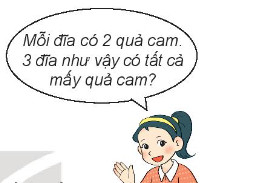 Mỗi đĩa có 2 quả cam.
3 đĩa như vậy có tất cả
mấy quả cam?